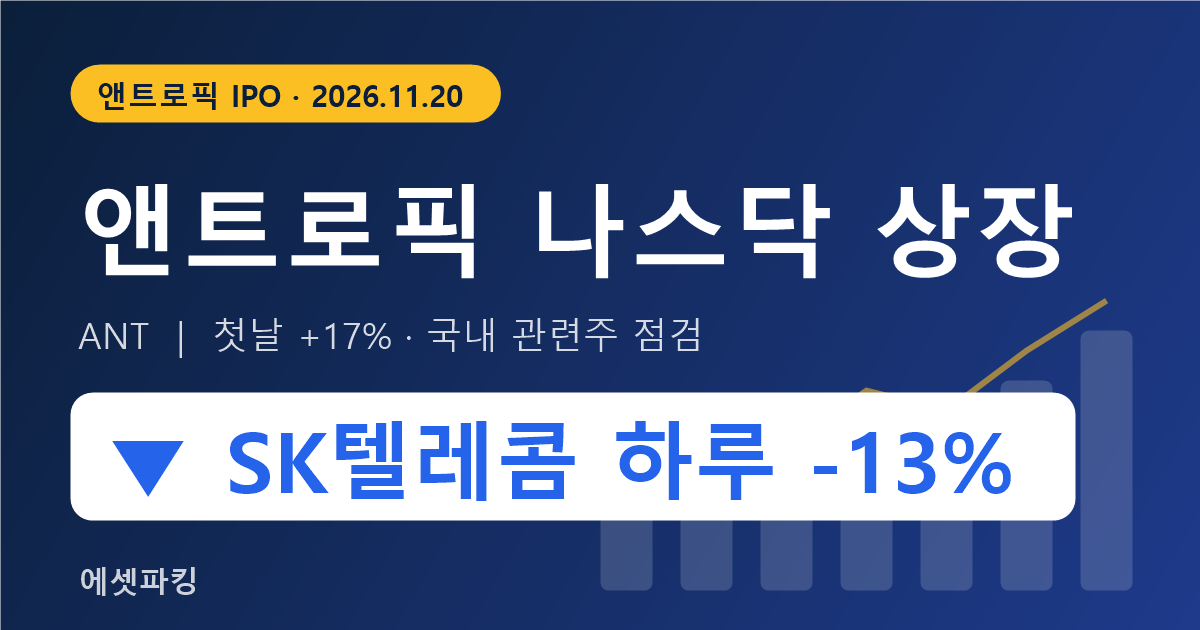 앤트로픽 IPO · 2026.11.20
앤트로픽 나스닥 상장
ANT | 첫날 +17% · 국내 관련주 점검
▼ SK텔레콤 하루 -13%
에셋파킹